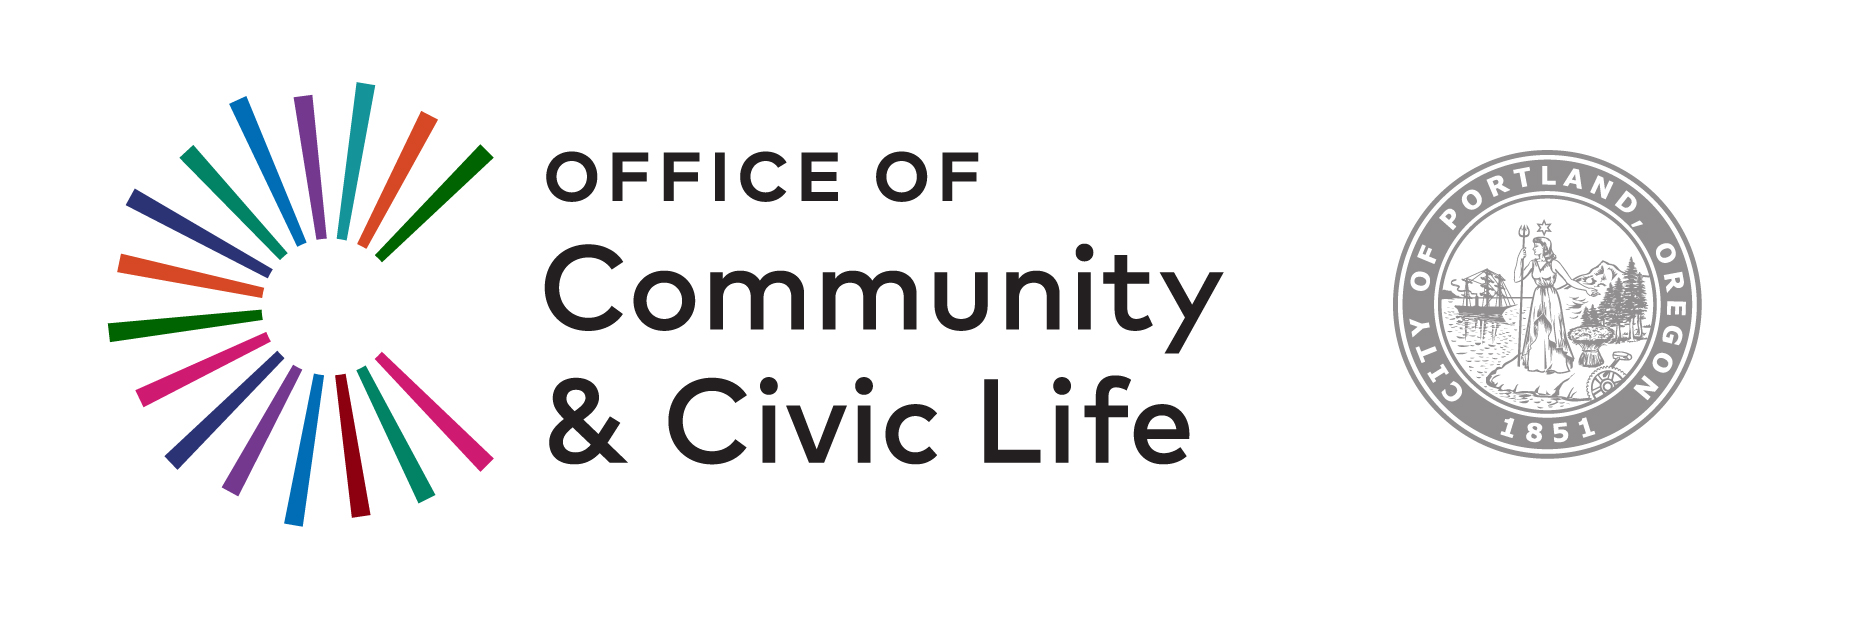 OFFICE OF
Community
& Civic Life
CITY OF PORTLAND, OREGON
1851